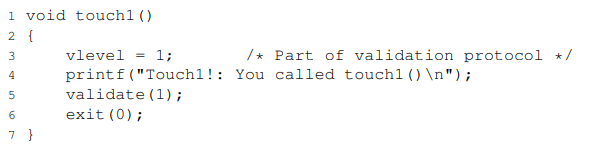 1 void touch1()
2 {
3     vlevel = 1;       /* Part of validation protocol */
4     printf("Touch1!: You called touch1()\n");
5     validate(1);
6     exit(0);
7 }